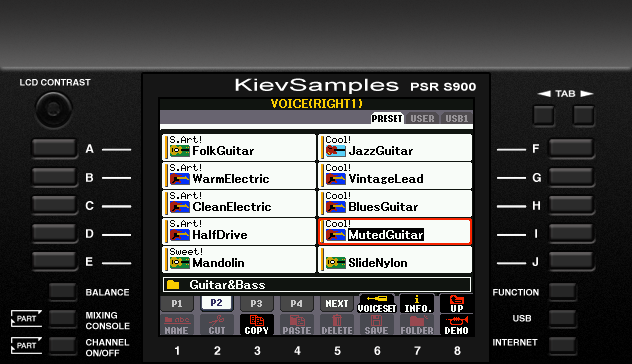 LCD CONTRAST
KievSamples PSR S900
◄ TAB ►
VOICE(RIGHT1)
PRESET USER USB1
A
S.Art!
FolkGuitar
Cool!
JazzGuitar
F
B
S.Art!
WarmElectric
Cool!
VintageLead
G
C
S.Art!
CleanElectric
Cool!
BluesGuitar
H
D
S.Art!
HalfDrive
Cool!
MutedGuitar
I
E
Sweet!
Mandolin
SlideNylon
J
Guitar&Bass
BALANCE
FUNCTION
P1 P2 P3 P4 NEXT VOICESET INFO. UP
PART
MIXING
CONSOLE
USB
NAME CUT COPY PASTE DELETE SAVE FOLDER DEMO
PART
CHANNEL
ON/OFF
INTERNET
1 2 3 4 5 6 7 8